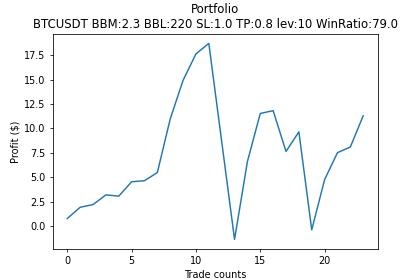 Portfolio
BTCUSDT BBM:2.3 BBL:220 SL:1.0 TP:0.8 lev:10 WinRatio:79.0
17.5
15.0
12.5
10.0
7.5
5.0
2.5
0.0
Profit ($)
0 5 10 15 20
Trade counts